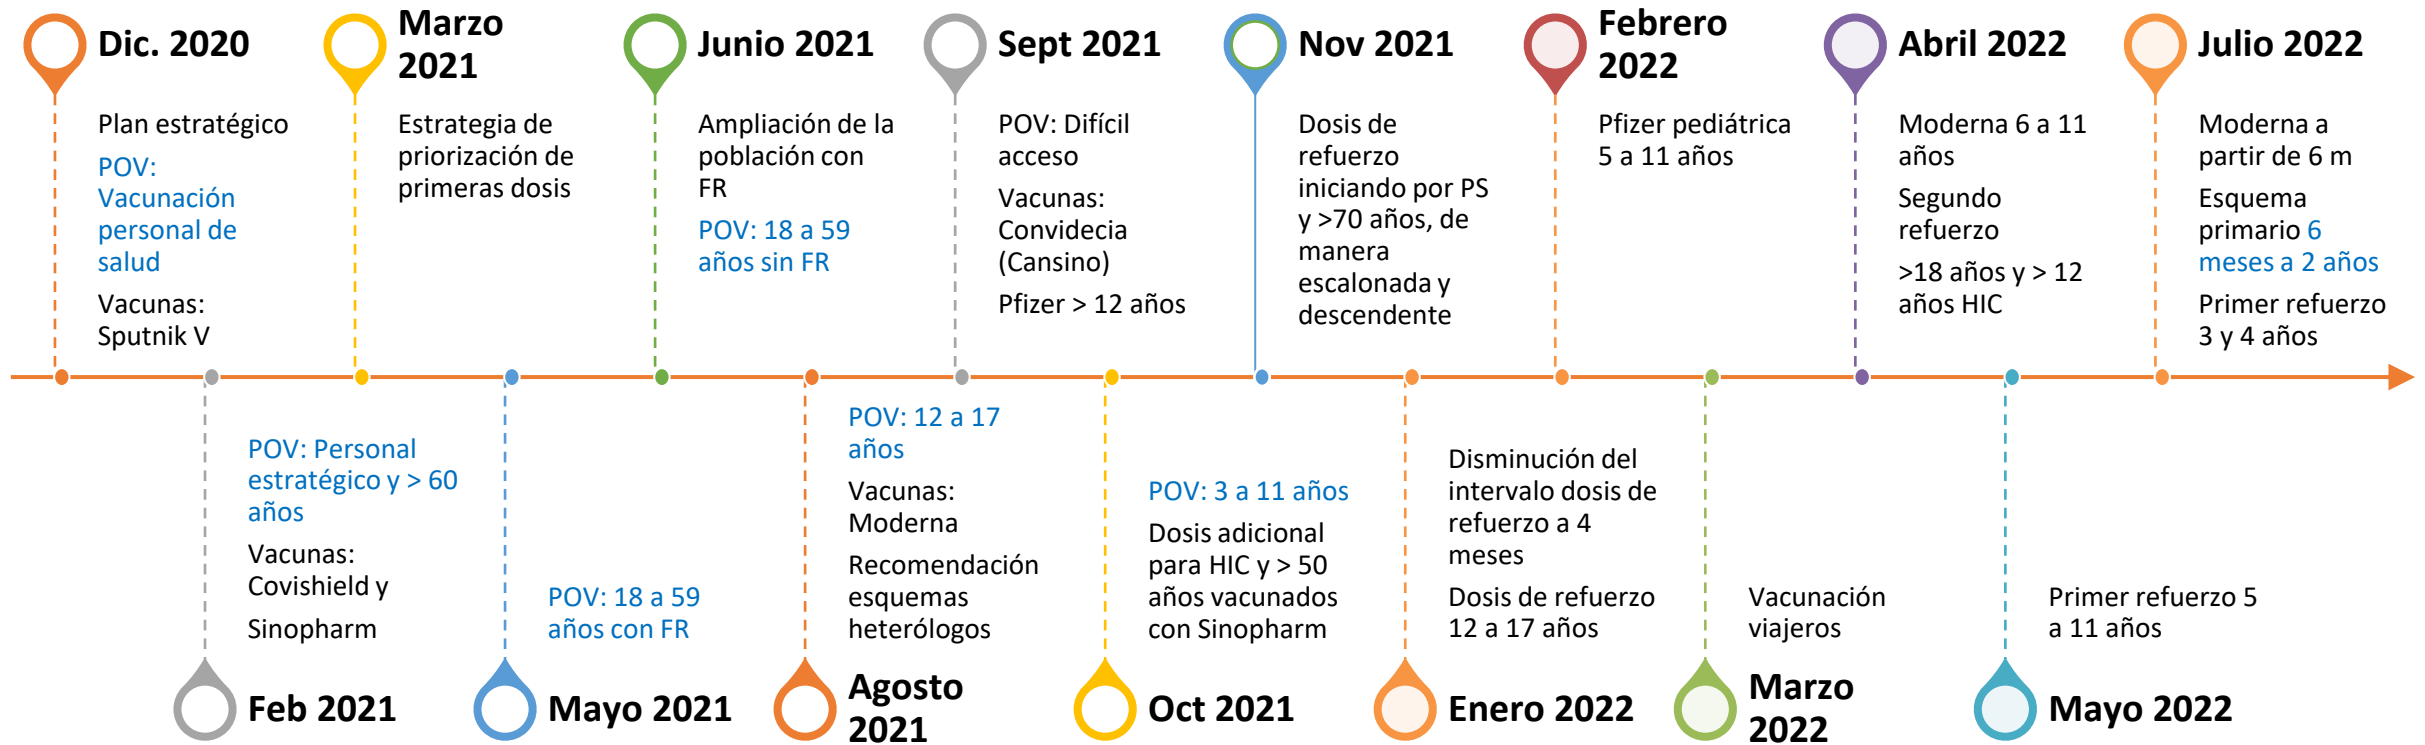 Dic. 2020
Plan estratégico
POV:
Vacunación
personal de
salud
Vacunas:
Sputnik V
Marzo
2021
Estrategia de
priorización de
primeras dosis
Junio 2021
Ampliación de la
población con
FR
POV: 18 a 59
años sin FR
Sept 2021
POV: Difícil
acceso
Vacunas:
Convidecia
(Cansino)
Pfizer > 12 años
Nov 2021
Dosis de
refuerzo
iniciando por PS
y >70 años, de
manera
escalonada y
descendente
Febrero
2022
Pfizer pediátrica
5 a 11 años
Abril 2022
Moderna 6 a 11
años
Segundo
refuerzo
>18 años y > 12
años HIC
Julio 2022
Moderna a
partir de 6 m
Esquema
primario 6
meses a 2 años
Primer refuerzo
3 y 4 años
POV: Personal
estratégico y > 60
años
Vacunas:
Covishield y
Sinopharm
Feb 2021
POV: 18 a 59
años con FR
Mayo 2021
POV: 12 a 17
años
Vacunas:
Moderna
Recomendación
esquemas
heterólogos
Agosto
2021
POV: 3 a 11 años
Dosis adicional
para HIC y > 50
años vacunados
con Sinopharm
Oct 2021
Disminución del
intervalo dosis de
refuerzo a 4
meses
Dosis de refuerzo
12 a 17 años
Enero 2022
Vacunación
viajeros
Marzo
2022
Primer refuerzo 5
a 11 años
Mayo 2022